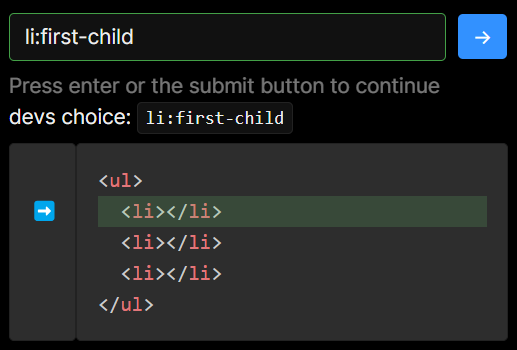 li:first-child
Press enter or the submit button to continue
devs choice: li:first-child
<ul>
<li></li>
<li></li>
<li></li>
</ul>